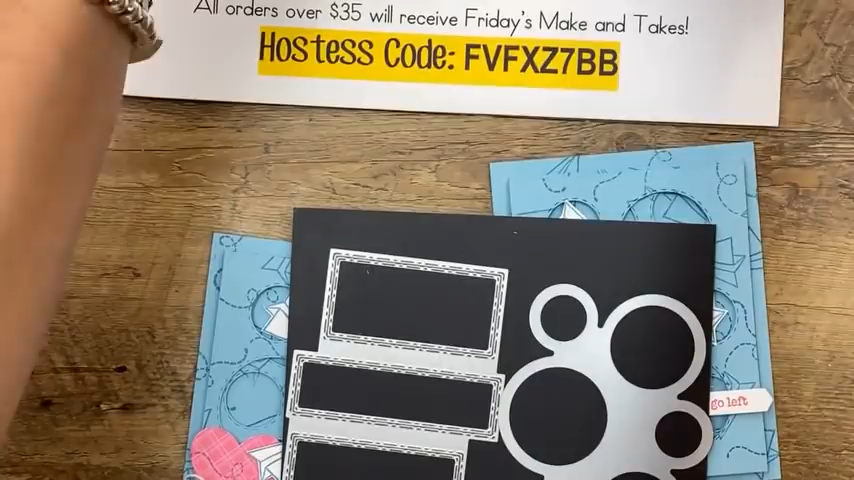 All orders over $35 will receive Friday's Make and Takes!
Hostess Code: FVFXZ7BB
go left